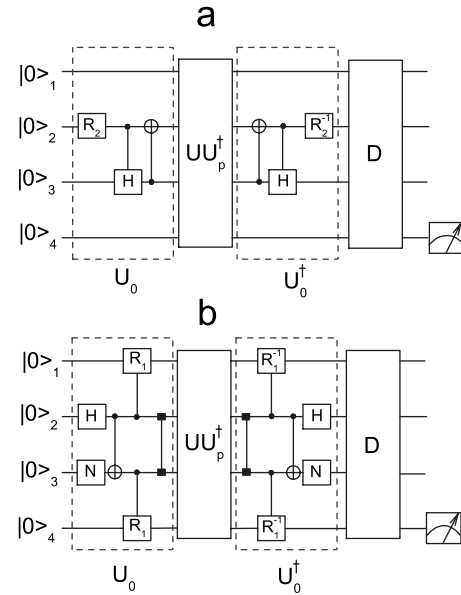 a
|0>1
|0>2 R2 R2-1
H UU†p H D
|0>3
|0>4
U0 U†0
b
|0>1 R1 R1-1
|0>2 H H
UU†p D
|0>3 N N
|0>4 R1 R1-1
U0 U†0